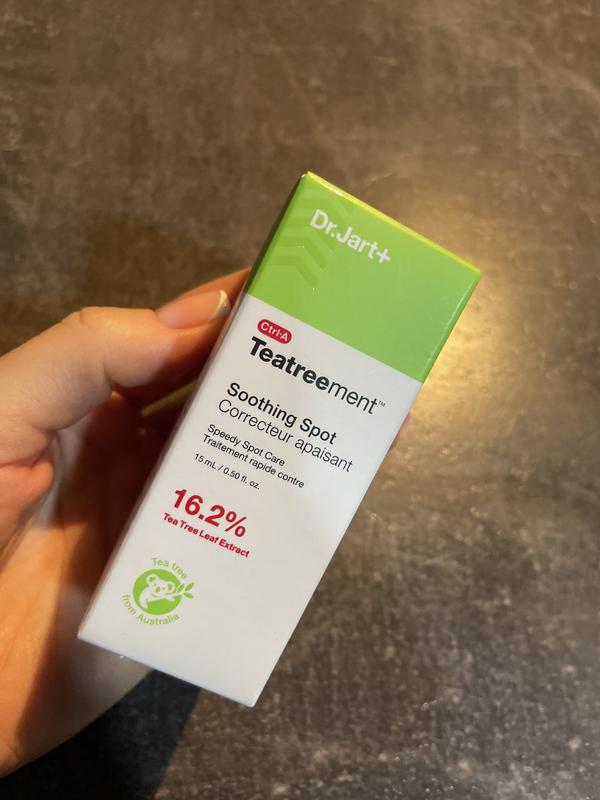 Dr.Jart+
Ctrl·A
Teatreement™
Soothing Spot
Correcteur apaisant
Speedy Spot Care
Traitement rapide contre
15 mL / 0.50 fl. oz.
16.2%
Tea Tree Leaf Extract
Tea tree
from Australia